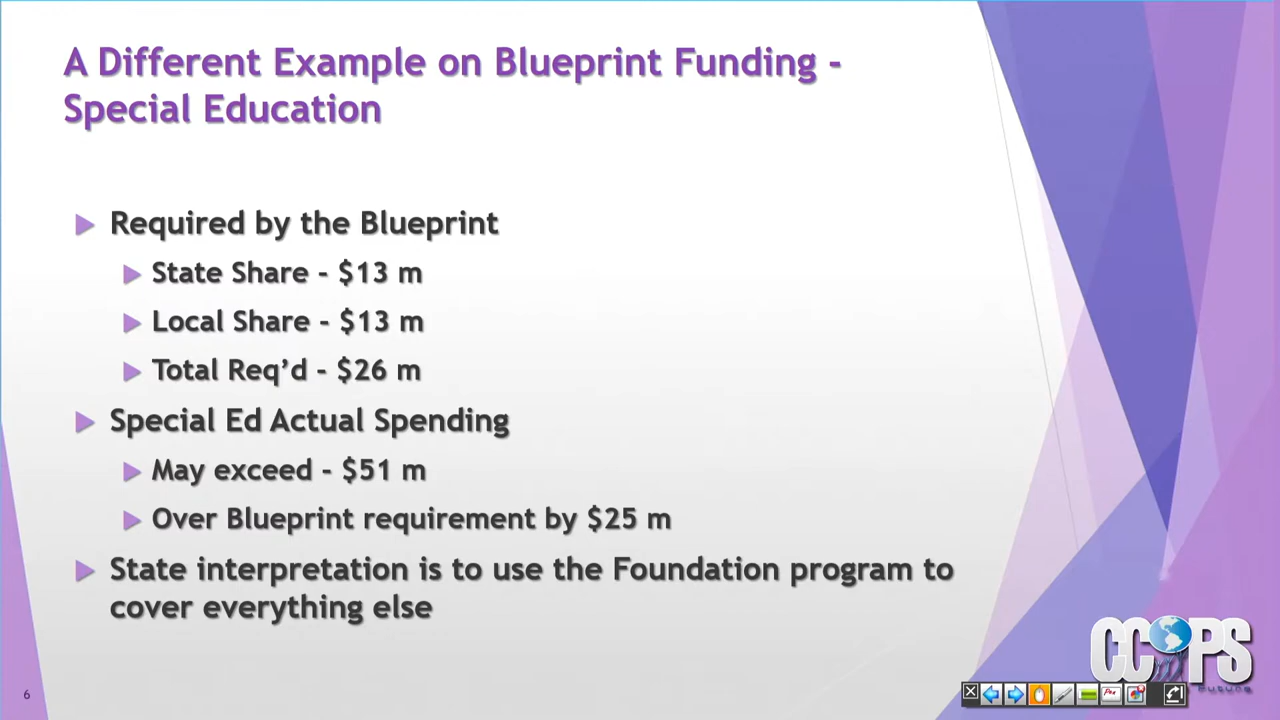 A Different Example on Blueprint Funding -
Special Education
Required by the Blueprint
State Share - $13 m
Local Share - $13 m
Total Req’d - $26 m
Special Ed Actual Spending
May exceed - $51 m
Over Blueprint requirement by $25 m
State interpretation is to use the Foundation program to
cover everything else
CCPS
6